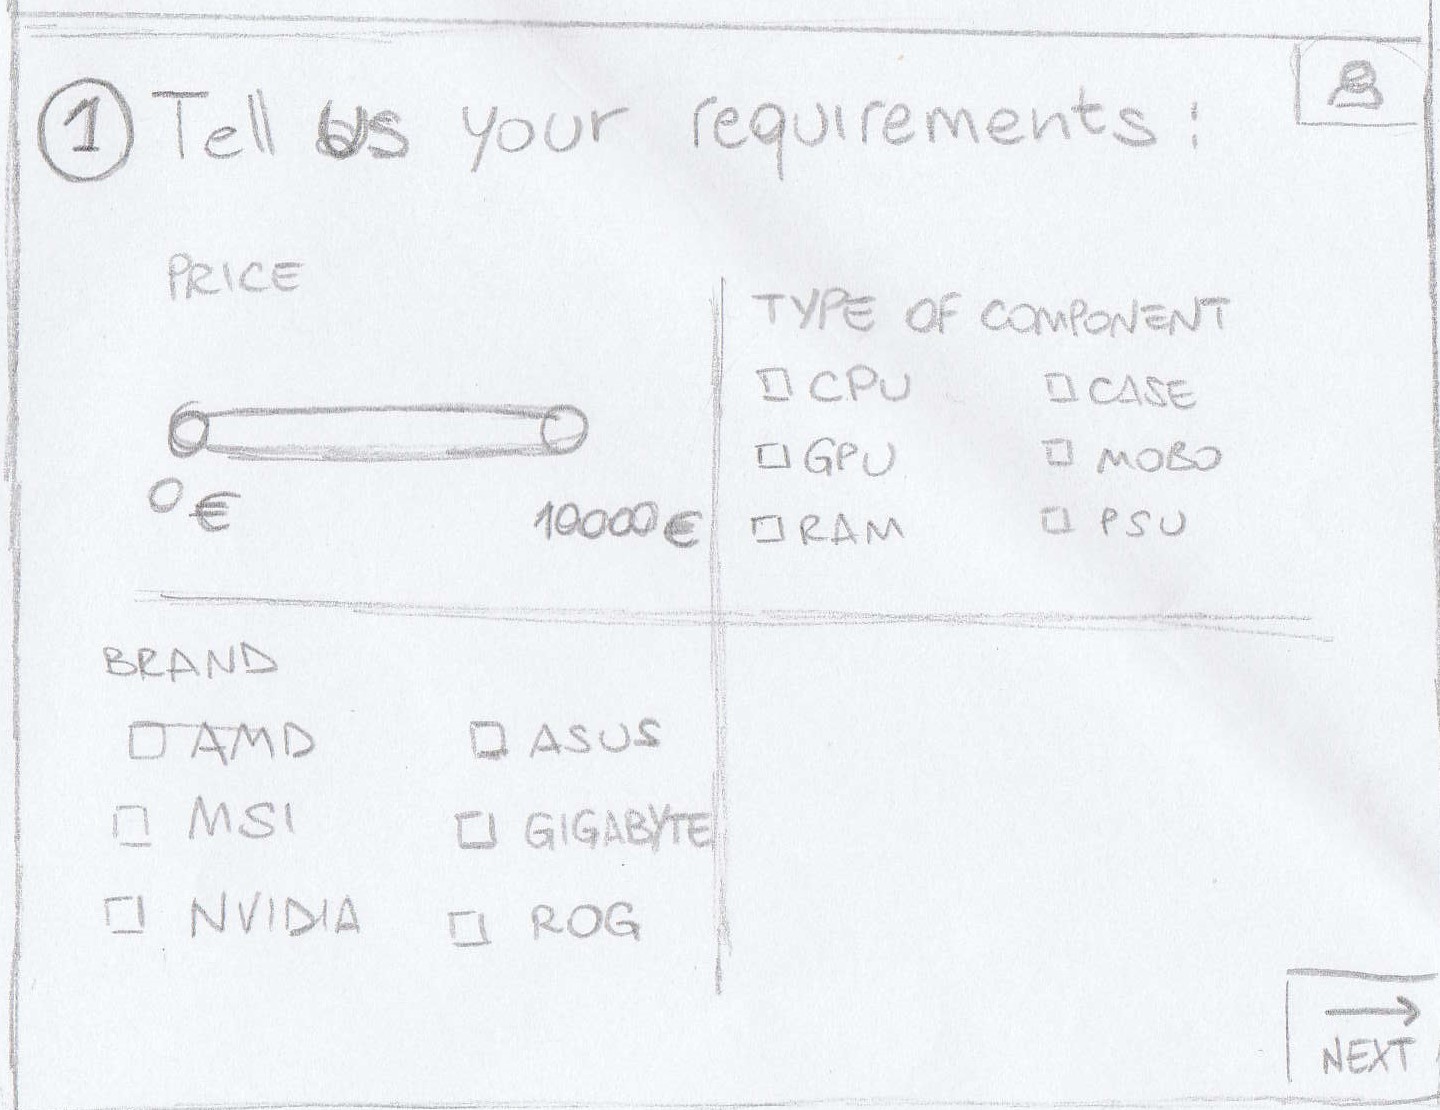 1 Tell us your requirements:
PRICE
0€ 10000€
TYPE OF COMPONENT
CPU CASE
GPU MOBO
RAM PSU
BRAND
AMD ASUS
MSI GIGABYTE
NVIDIA ROG
NEXT